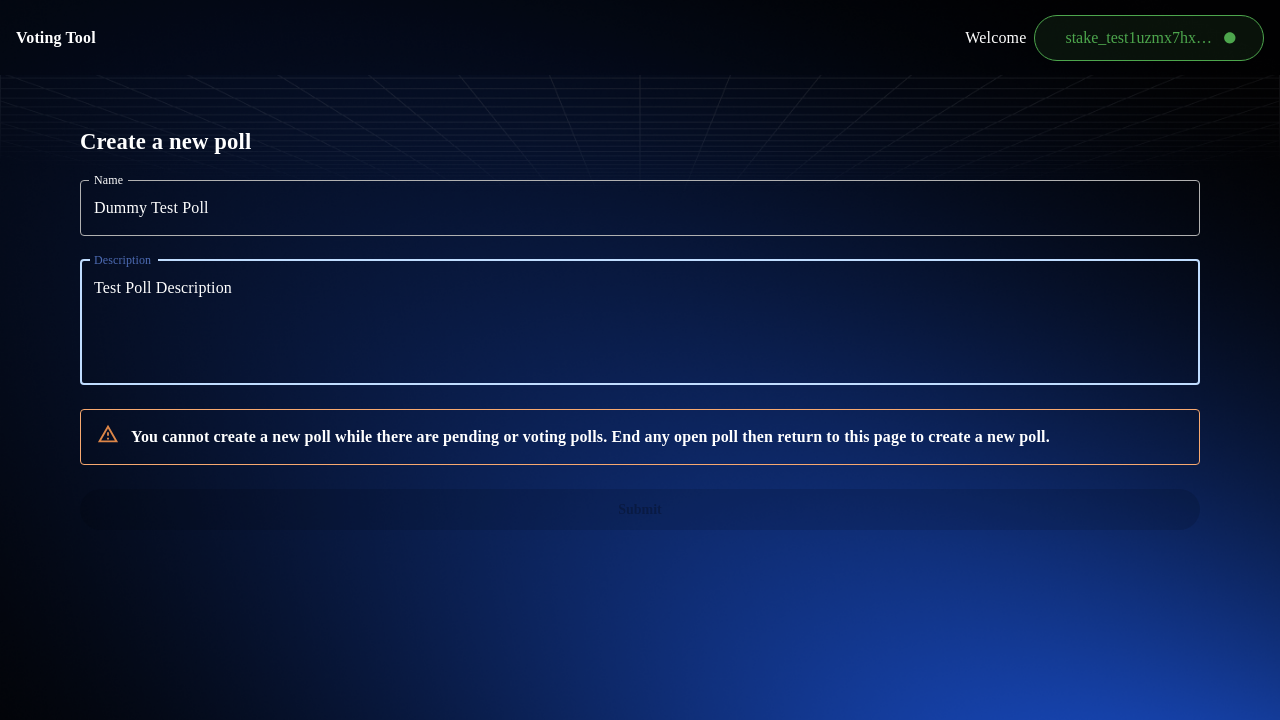 Voting Tool
Welcome
stake_test1uzmx7hx…
Create a new poll
Name
Dummy Test Poll
Description
Test Poll Description
You cannot create a new poll while there are pending or voting polls. End any open poll then return to this page to create a new poll.
Submit